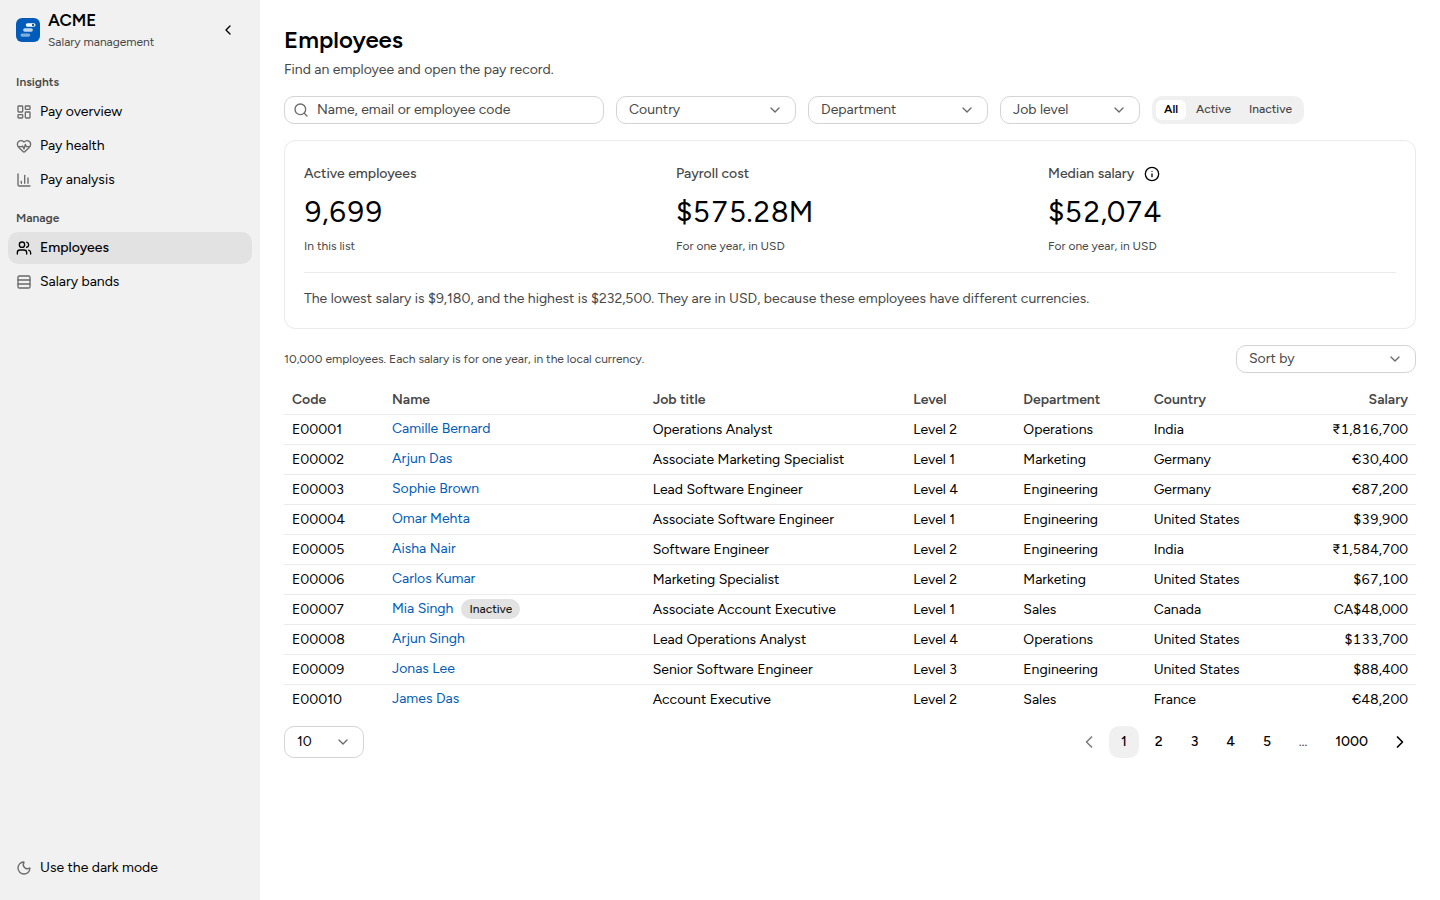 ACME
Salary management
Insights
Pay overview
Pay health
Pay analysis
Manage
Employees
Salary bands
Use the dark mode
Employees
Find an employee and open the pay record.
Name, email or employee code Country Department Job level All Active Inactive
Active employees Payroll cost Median salary
9,699 $575.28M $52,074
In this list For one year, in USD For one year, in USD
The lowest salary is $9,180, and the highest is $232,500. They are in USD, because these employees have different currencies.
10,000 employees. Each salary is for one year, in the local currency. Sort by
Code Name Job title Level Department Country Salary
E00001 Camille Bernard Operations Analyst Level 2 Operations India ₹1,816,700
E00002 Arjun Das Associate Marketing Specialist Level 1 Marketing Germany €30,400
E00003 Sophie Brown Lead Software Engineer Level 4 Engineering Germany €87,200
E00004 Omar Mehta Associate Software Engineer Level 1 Engineering United States $39,900
E00005 Aisha Nair Software Engineer Level 2 Engineering India ₹1,584,700
E00006 Carlos Kumar Marketing Specialist Level 2 Marketing United States $67,100
E00007 Mia Singh Inactive Associate Account Executive Level 1 Sales Canada CA$48,000
E00008 Arjun Singh Lead Operations Analyst Level 4 Operations United States $133,700
E00009 Jonas Lee Senior Software Engineer Level 3 Engineering United States $88,400
E00010 James Das Account Executive Level 2 Sales France €48,200
10 1 2 3 4 5 ... 1000